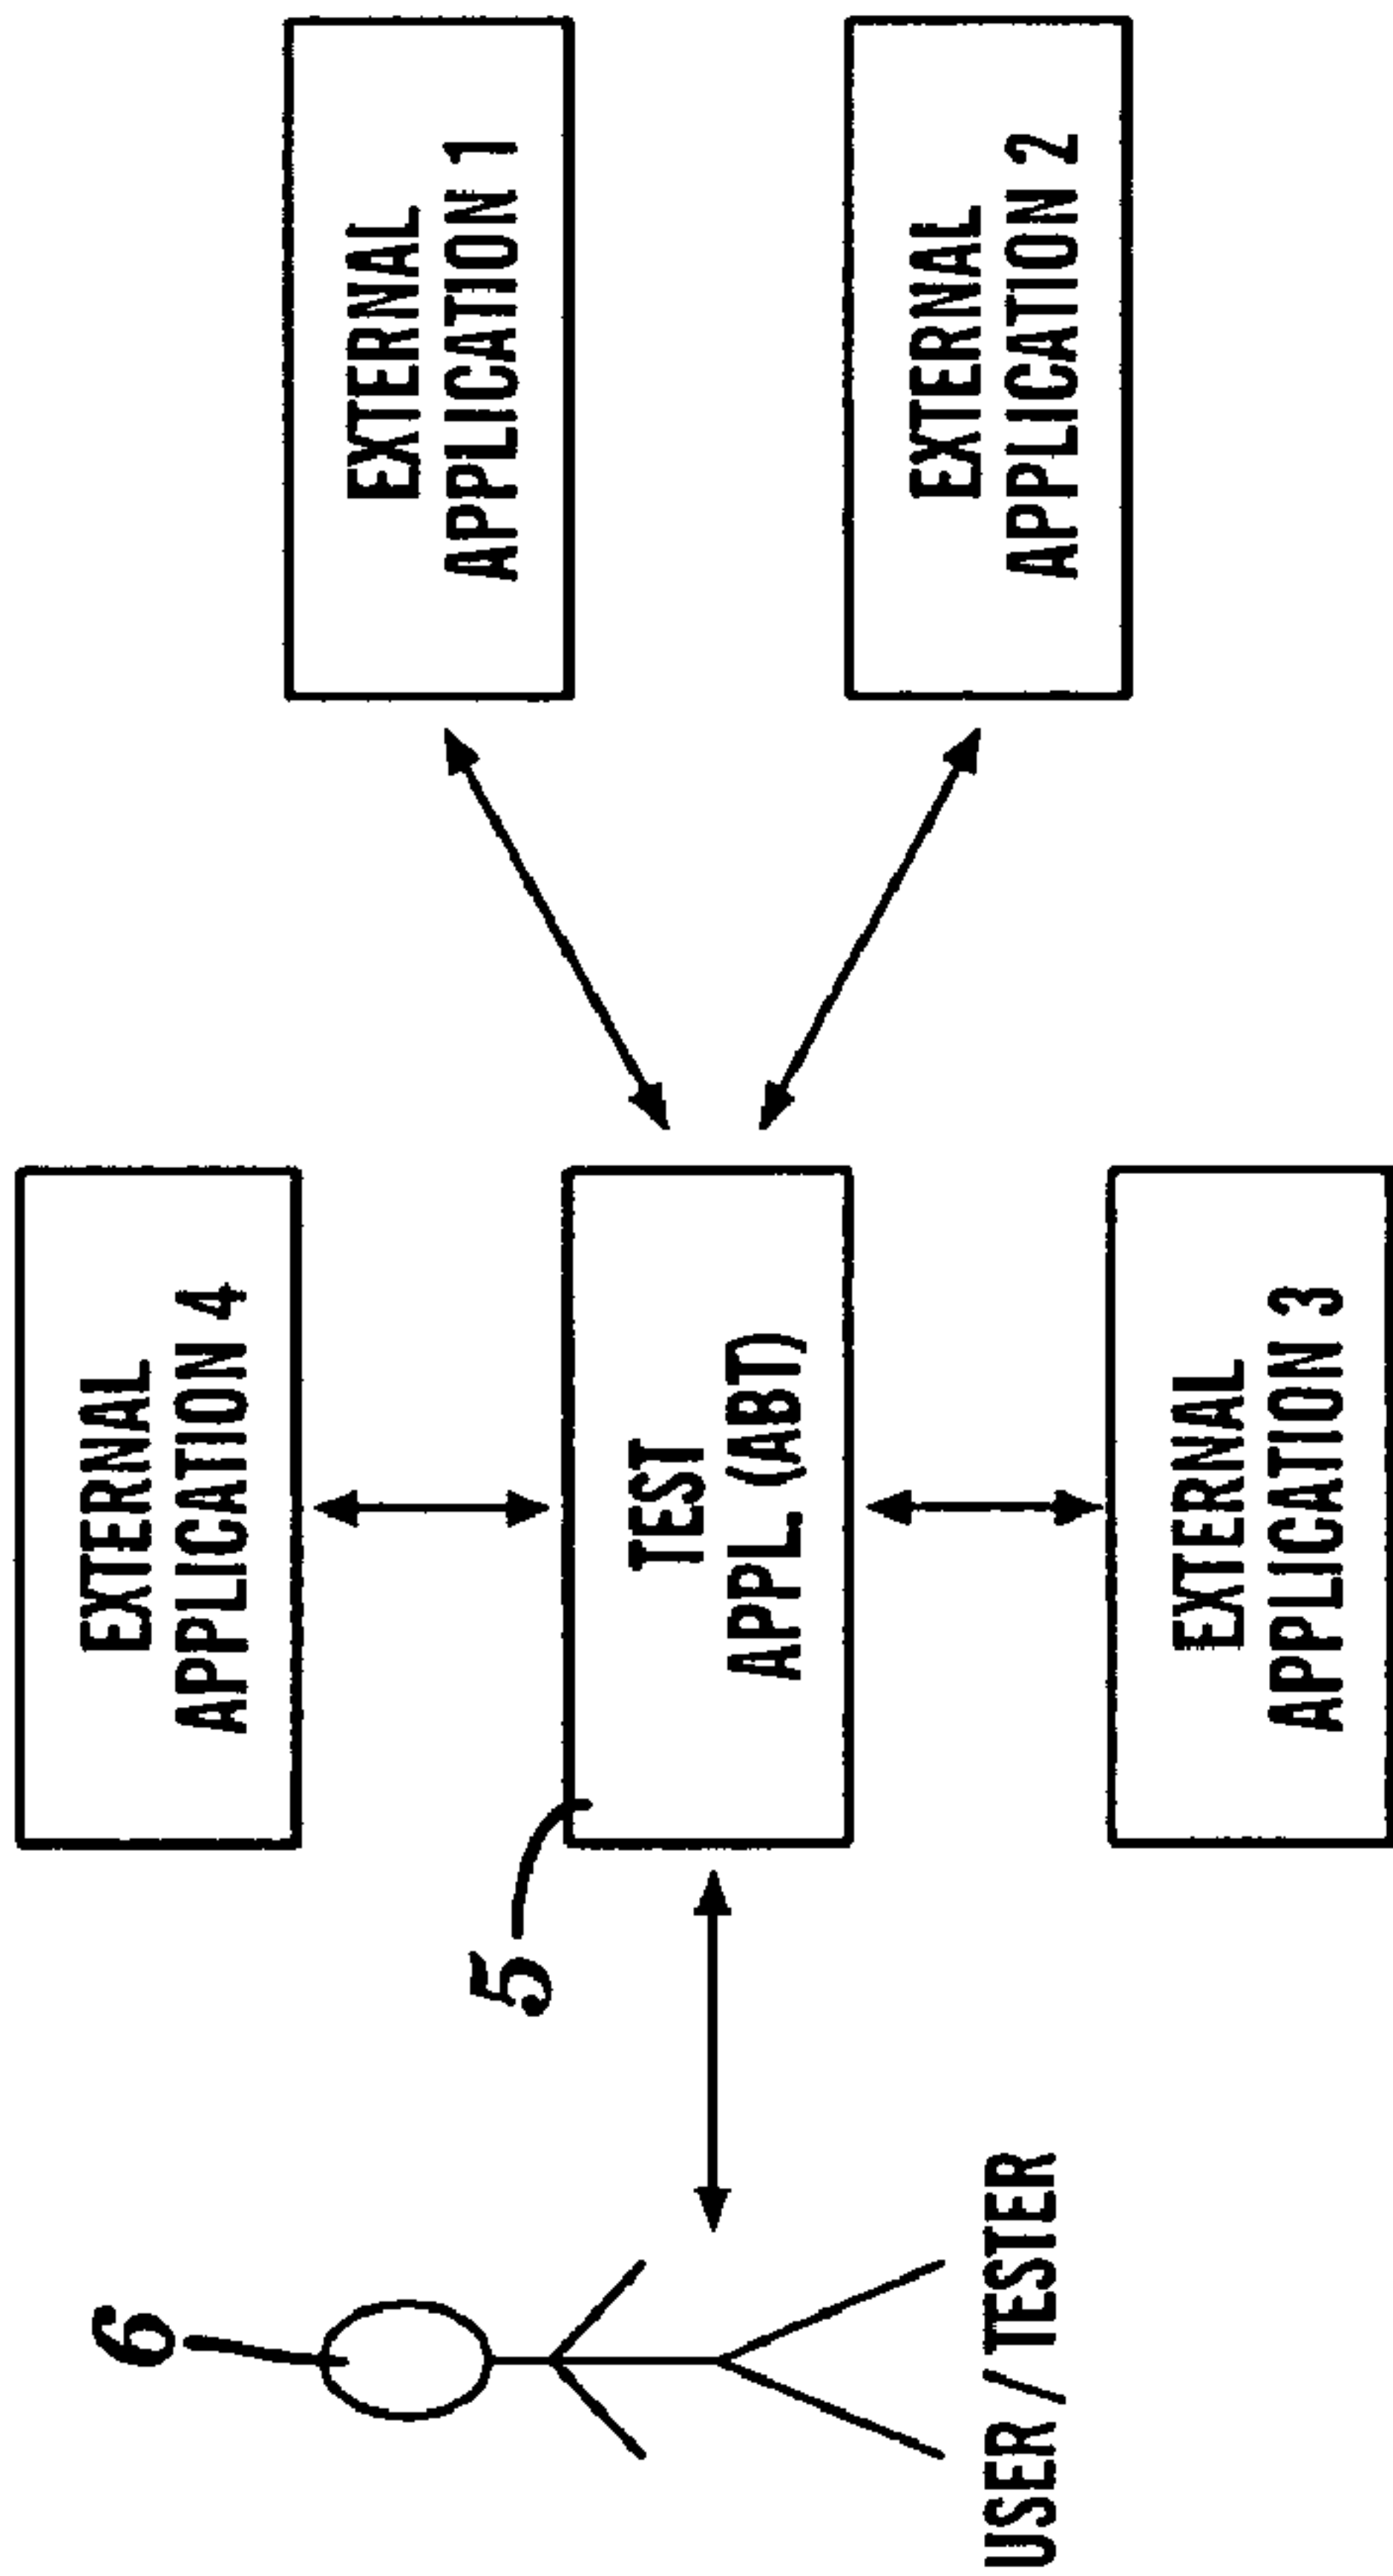 EXTERNAL
APPLICATION 4
EXTERNAL
APPLICATION 1
6
5
TEST
APPL. (ABT)
EXTERNAL
APPLICATION 2
USER / TESTER
EXTERNAL
APPLICATION 3